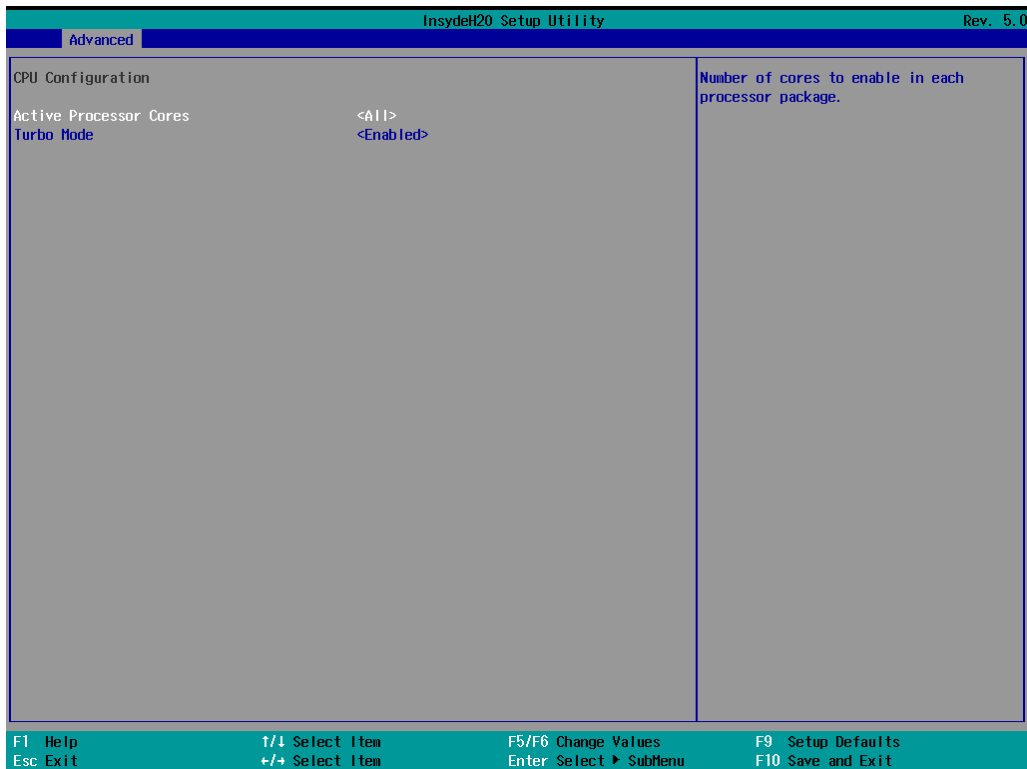 InsydeH20 Setup Utility Rev. 5.0
Advanced
CPU Configuration
Active Processor Cores <All>
Turbo Mode <Enabled>
Number of cores to enable in each
processor package.
F1 Help ↑/↓ Select Item F5/F6 Change Values F9 Setup Defaults
Esc Exit ←/→ Select Item Enter Select ▶ SubMenu F10 Save and Exit